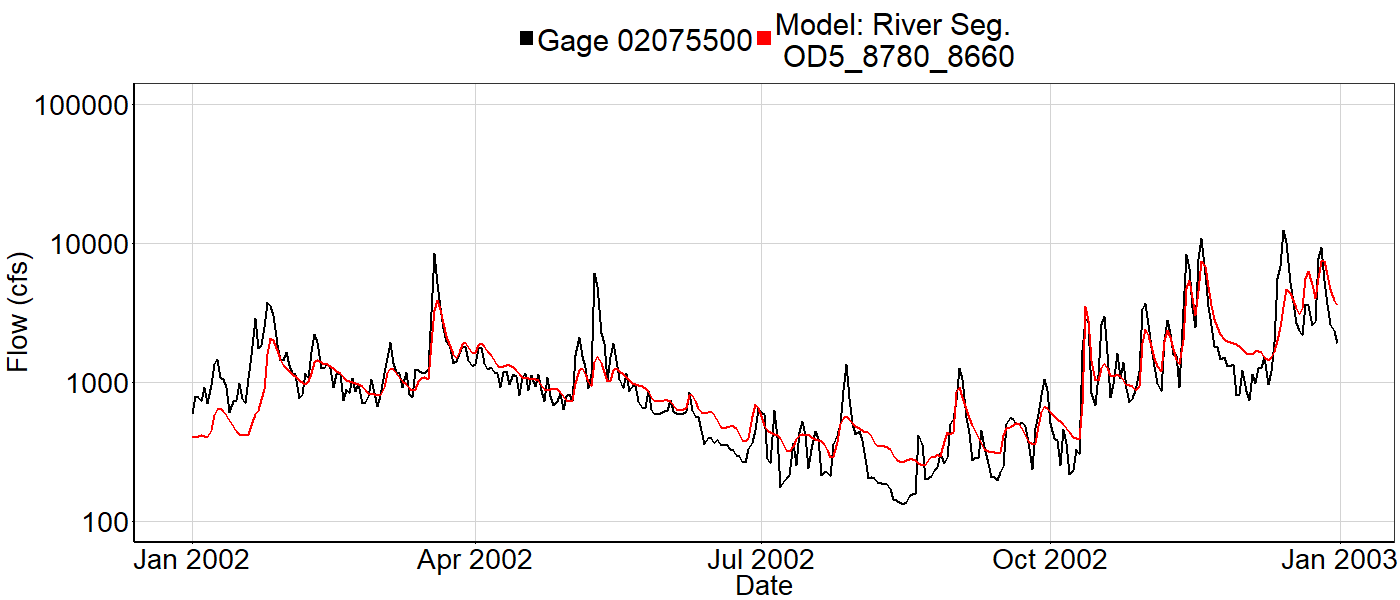 Gage 02075500
Model: River Seg.
OD5_8780_8660
Flow (cfs)
100000
10000
1000
100
Jan 2002
Apr 2002
Jul 2002
Oct 2002
Jan 2003
Date